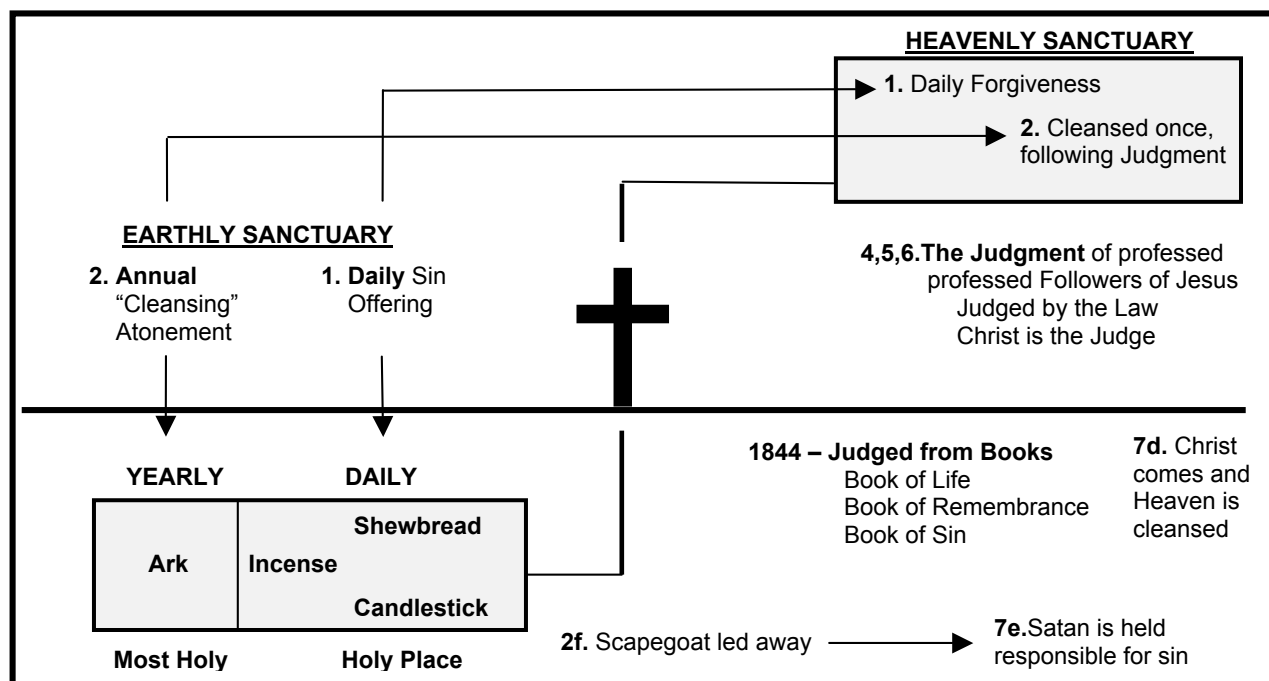 HEAVENLY SANCTUARY
1. Daily Forgiveness
2. Cleansed once,
following Judgment
EARTHLY SANCTUARY
2. Annual
“Cleansing”
Atonement
1. Daily Sin
Offering
4,5,6.The Judgment of professed
professed Followers of Jesus
Judged by the Law
Christ is the Judge
YEARLY
DAILY
Ark
Incense
Shewbread
Candlestick
Most Holy
Holy Place
1844 – Judged from Books
Book of Life
Book of Remembrance
Book of Sin
7d. Christ
comes and
Heaven is
cleansed
2f. Scapegoat led away
7e.Satan is held
responsible for sin